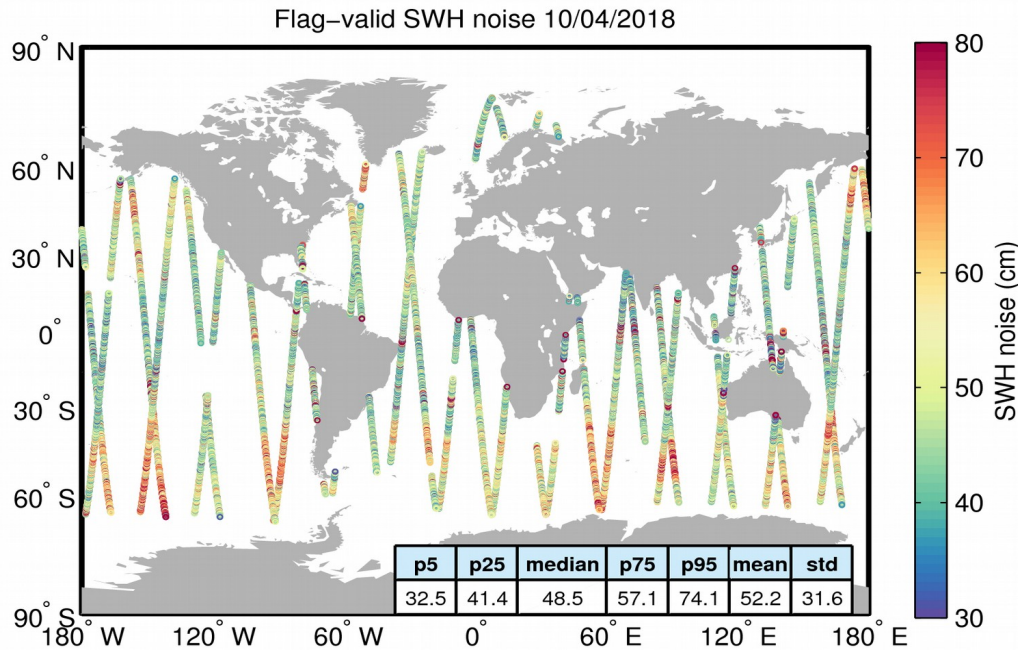 Flag−valid SWH noise 10/04/2018
90° N
60° N
30° N
0°
30° S
60° S
90° S
180° W
120° W
60° W
0°
60° E
120° E
180° E
80
70
60
50
40
30
SWH noise (cm)
p5 p25 median p75 p95 mean std
32.5 41.4 48.5 57.1 74.1 52.2 31.6